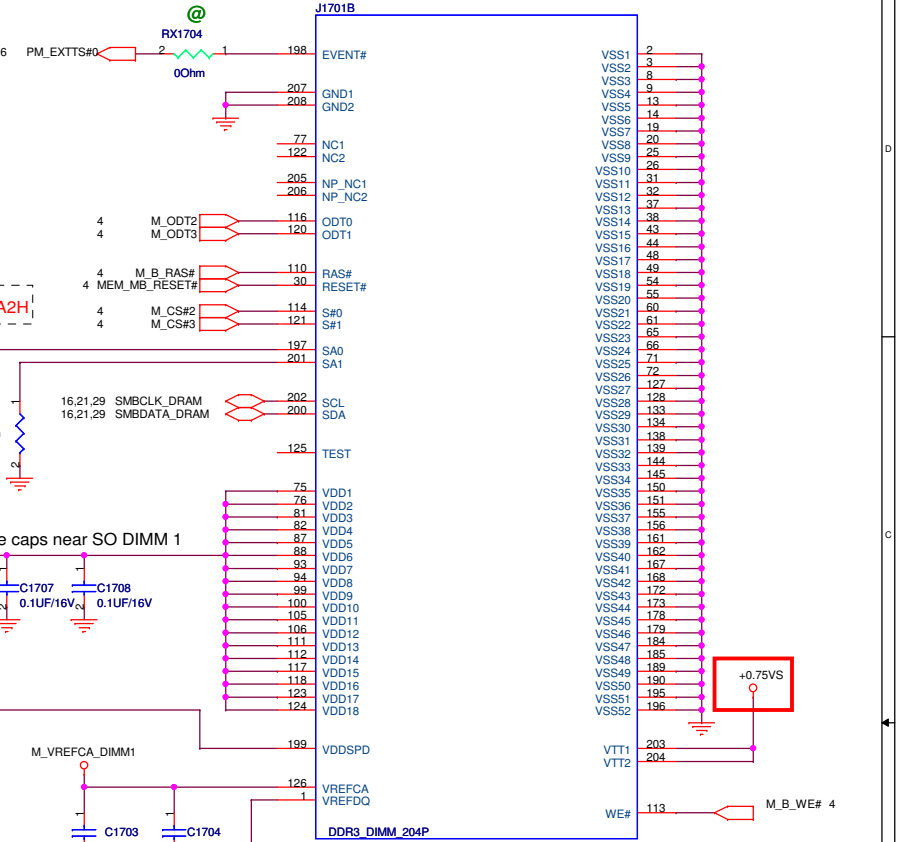 J1701B
@
RX1704
6 PM_EXTTS#0 2 1 198 EVENT#
0Ohm
207 GND1
208 GND2
77 NC1
122 NC2
205 NP_NC1
206 NP_NC2
4 M_ODT2 116 ODT0
4 M_ODT3 120 ODT1
4 M_B_RAS# 110 RAS#
4 MEM_MB_RESET# 30 RESET#
A2H
4 M_CS#2 114 S#0
4 M_CS#3 121 S#1
197 SA0
201 SA1
1
2
16,21,29 SMBCLK_DRAM 202 SCL
16,21,29 SMBDATA_DRAM 200 SDA
125 TEST
75 VDD1
76 VDD2
81 VDD3
82 VDD4
87 VDD5
88 VDD6
93 VDD7
94 VDD8
99 VDD9
100 VDD10
105 VDD11
106 VDD12
111 VDD13
112 VDD14
117 VDD15
118 VDD16
123 VDD17
124 VDD18
e caps near SO DIMM 1
1 1
C1707 C1708
0.1UF/16V 0.1UF/16V
2 2
199 VDDSPD
M_VREFCA_DIMM1
126 VREFCA
1 VREFDQ
1 1
C1703 C1704
DDR3_DIMM_204P
VSS1 2
VSS2 3
VSS3 8
VSS4 9
VSS5 13
VSS6 14
VSS7 19
VSS8 20
VSS9 25
VSS10 26
VSS11 31
VSS12 32
VSS13 37
VSS14 38
VSS15 43
VSS16 44
VSS17 48
VSS18 49
VSS19 54
VSS20 55
VSS21 60
VSS22 61
VSS23 65
VSS24 66
VSS25 71
VSS26 72
VSS27 127
VSS28 128
VSS29 133
VSS30 134
VSS31 138
VSS32 139
VSS33 144
VSS34 145
VSS35 150
VSS36 151
VSS37 155
VSS38 156
VSS39 161
VSS40 162
VSS41 167
VSS42 168
VSS43 172
VSS44 173
VSS45 178
VSS46 179
VSS47 184
VSS48 185
VSS49 189
VSS50 190
VSS51 195
VSS52 196
+0.75VS
VTT1 203
VTT2 204
WE# 113 M_B_WE# 4
D
C